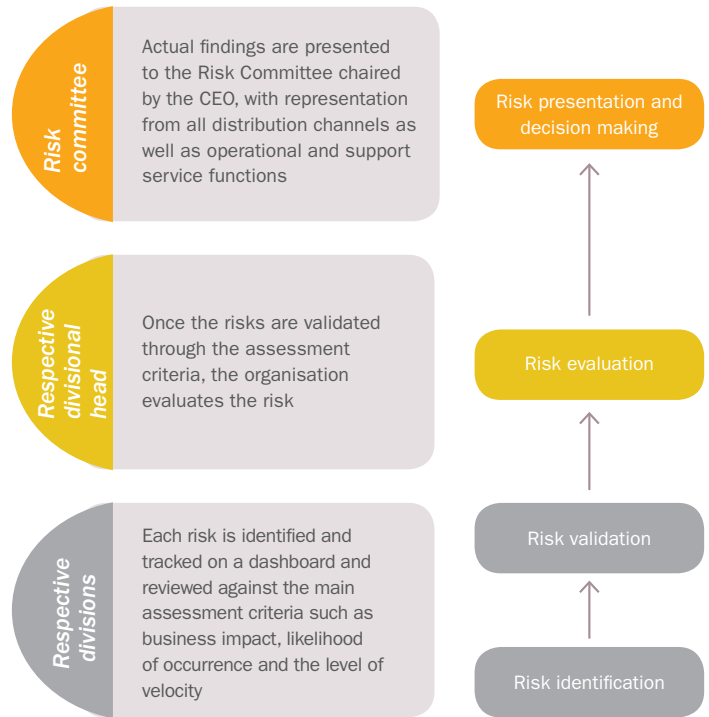 Risk
committee
Actual findings are presented
to the Risk Committee chaired
by the CEO, with representation
from all distribution channels as
well as operational and support
service functions
Risk presentation and
decision making
Respective
divisional
head
Once the risks are validated
through the assessment
criteria, the organisation
evaluates the risk
Risk evaluation
Respective
divisions
Each risk is identified and
tracked on a dashboard and
reviewed against the main
assessment criteria such as
business impact, likelihood
of occurrence and the level of
velocity
Risk validation
Risk identification